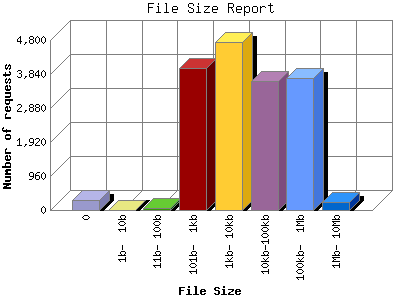 File Size Report
Number of requests
4,800
3,840
2,880
1,920
960
0
0
1b- 10b
11b- 100b
101b- 1kb
1kb- 10kb
10kb-100kb
100kb- 1Mb
1Mb- 10Mb
File Size